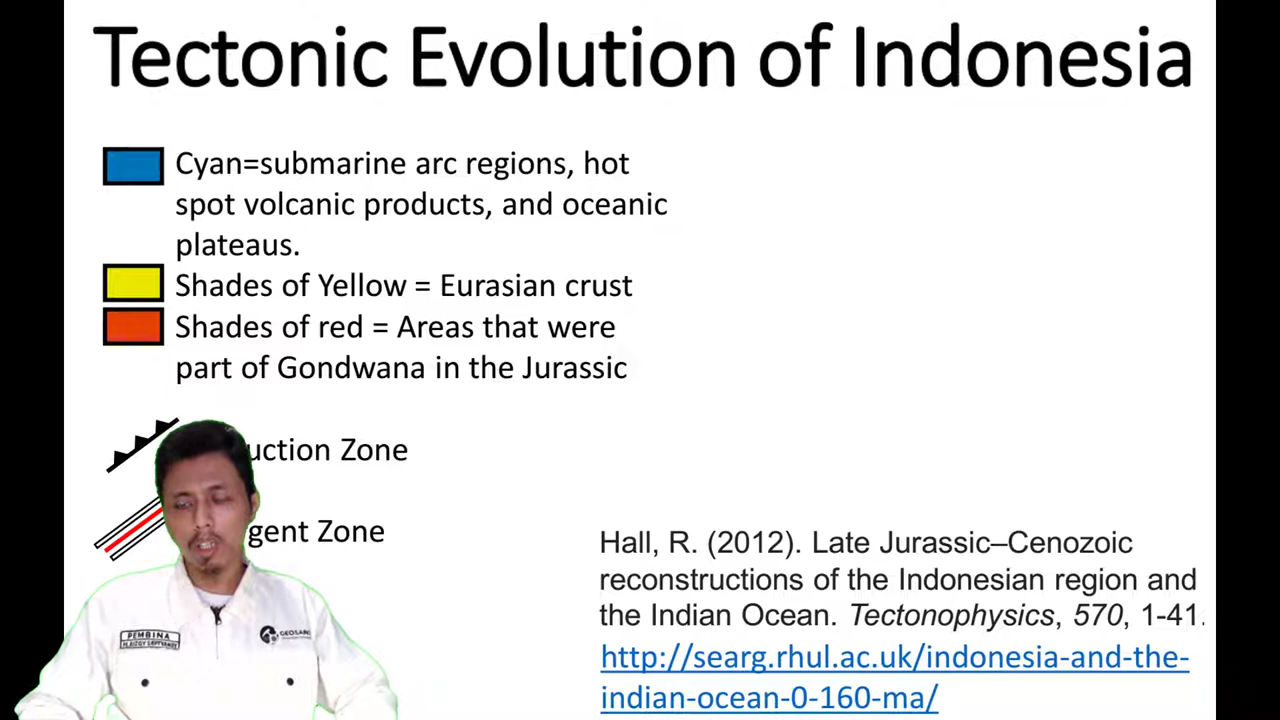 Tectonic Evolution of Indonesia
Cyan=submarine arc regions, hot
spot volcanic products, and oceanic
plateaus.
Shades of Yellow = Eurasian crust
Shades of red = Areas that were
part of Gondwana in the Jurassic
uction Zone
gent Zone
Hall, R. (2012). Late Jurassic–Cenozoic
reconstructions of the Indonesian region and
the Indian Ocean. Tectonophysics, 570, 1-41.
http://searg.rhul.ac.uk/indonesia-and-the-
indian-ocean-0-160-ma/
PEMBINA